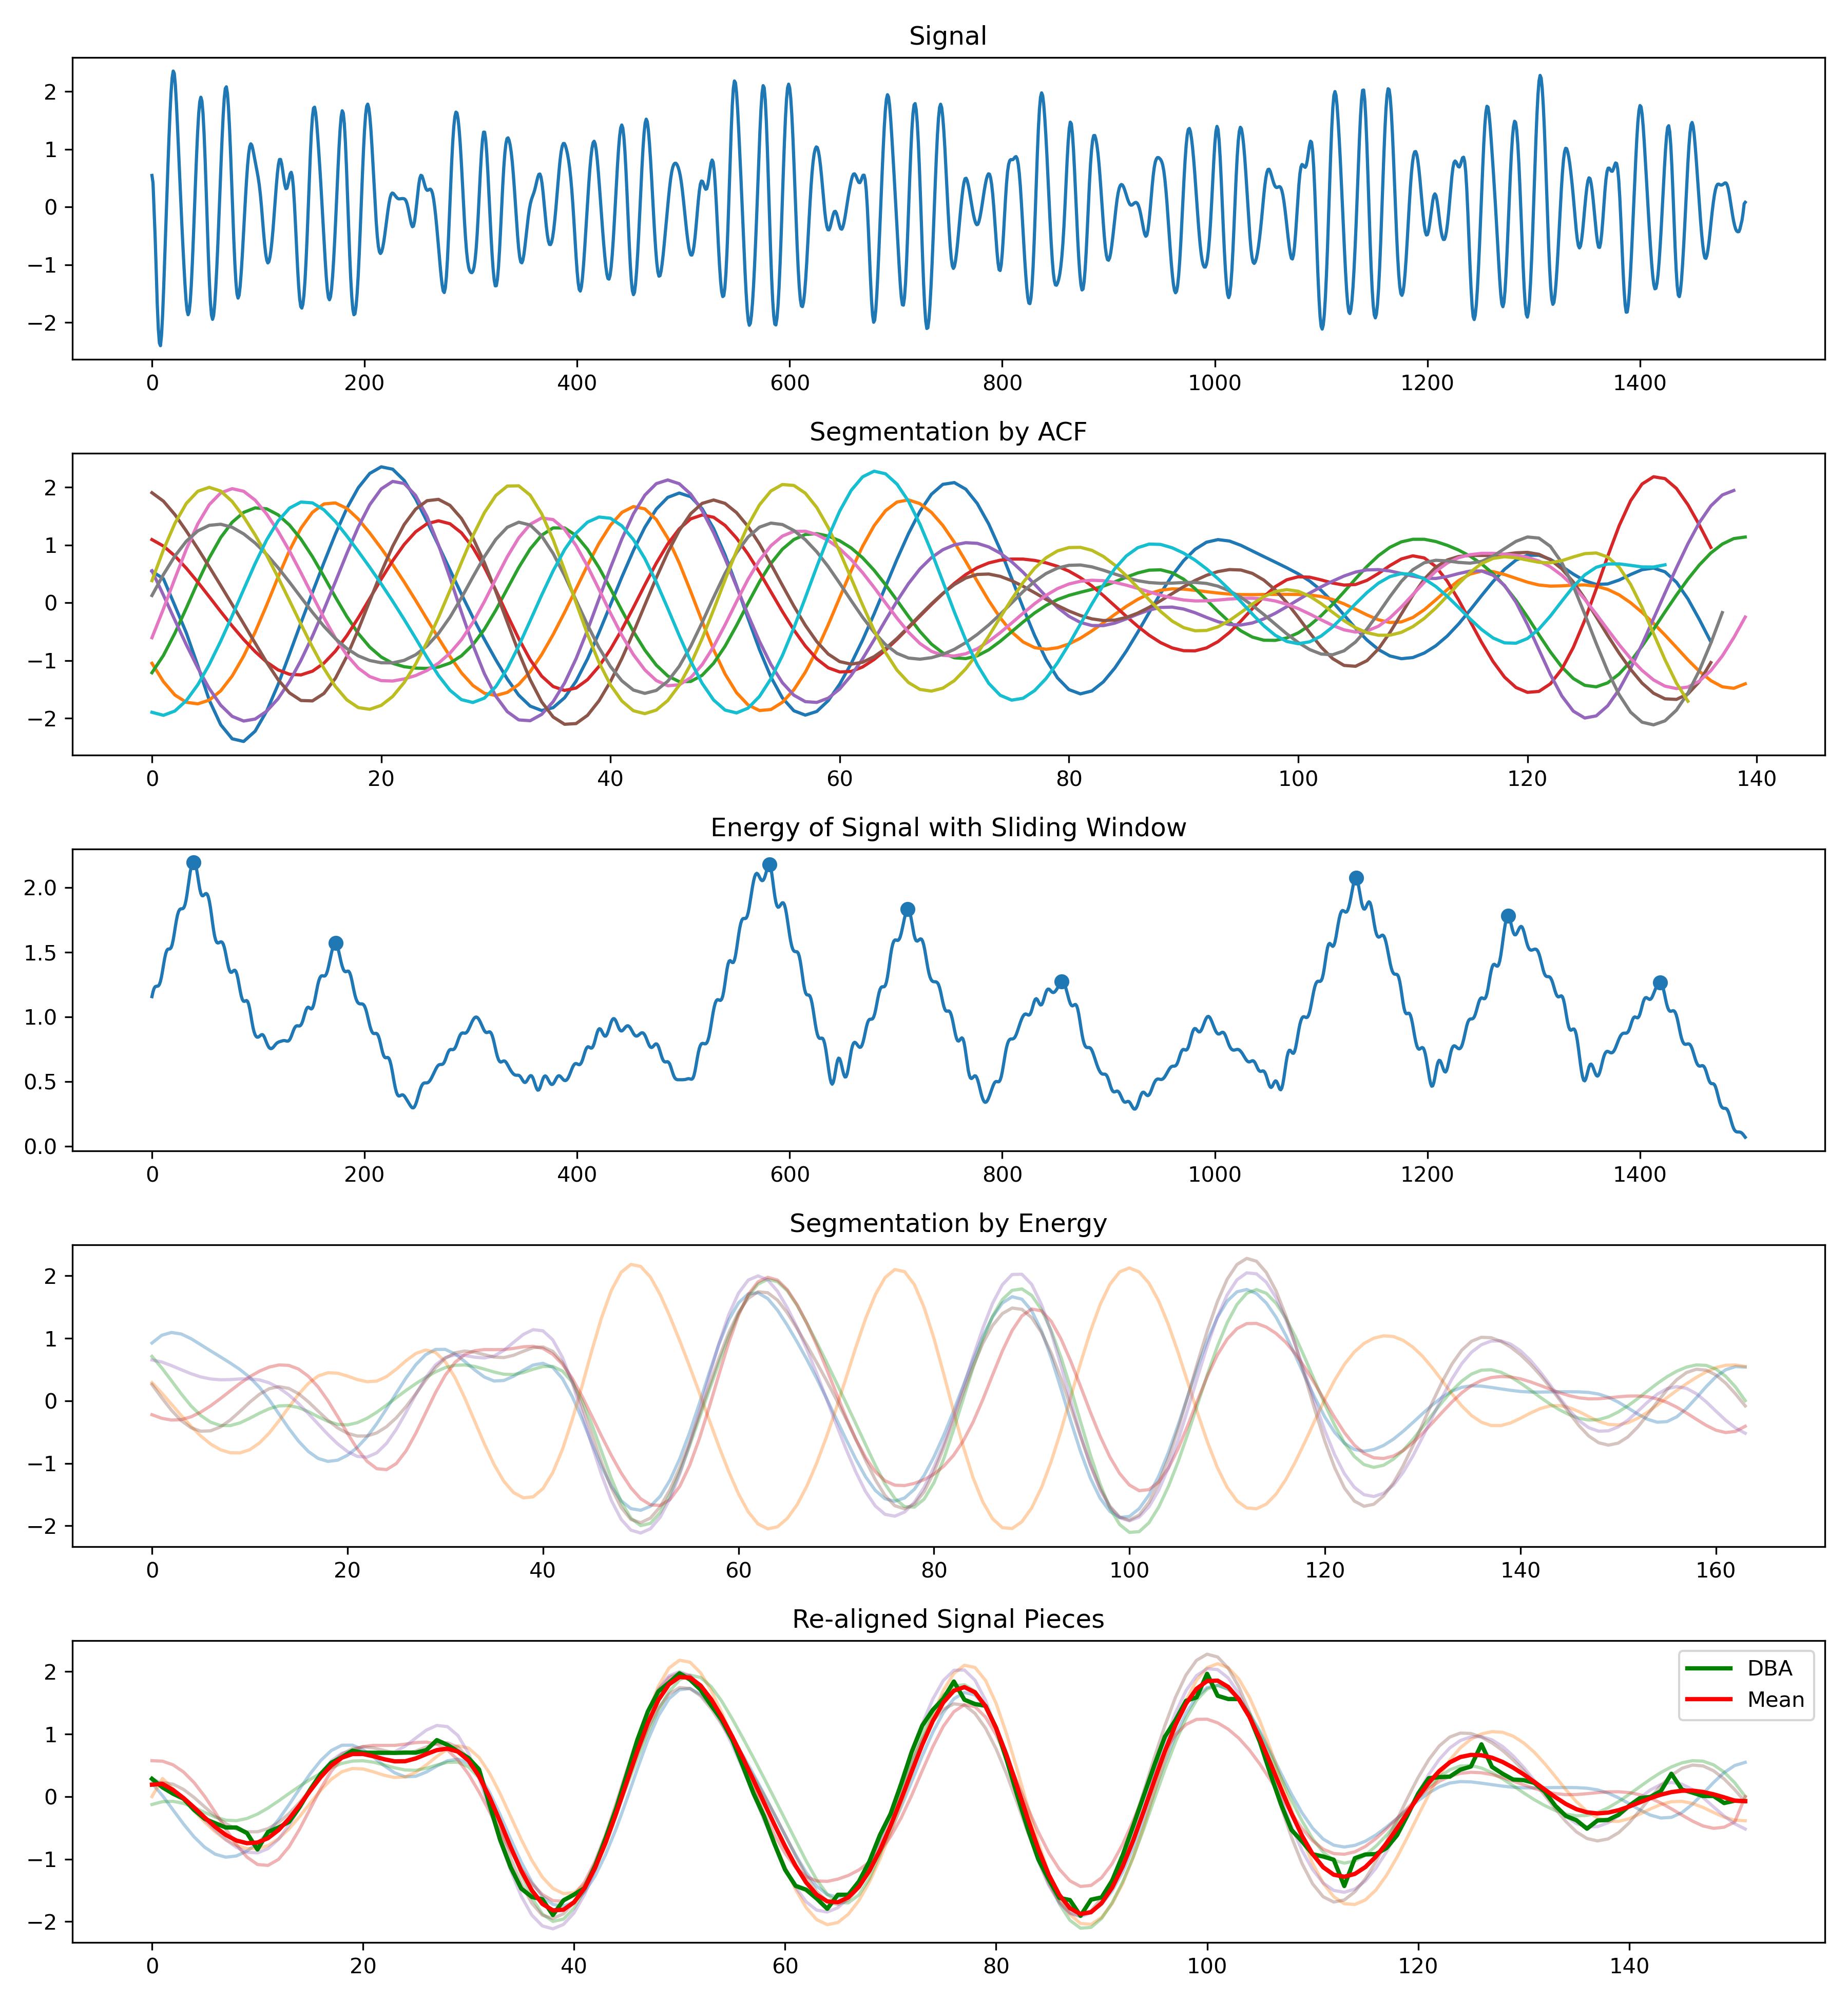 Signal
2
1
0
−1
−2
0 200 400 600 800 1000 1200 1400
Segmentation by ACF
2
1
0
−1
−2
0 20 40 60 80 100 120 140
Energy of Signal with Sliding Window
2.0
1.5
1.0
0.5
0.0
0 200 400 600 800 1000 1200 1400
Segmentation by Energy
2
1
0
−1
−2
0 20 40 60 80 100 120 140 160
Re-aligned Signal Pieces
DBA
Mean
2
1
0
−1
−2
0 20 40 60 80 100 120 140